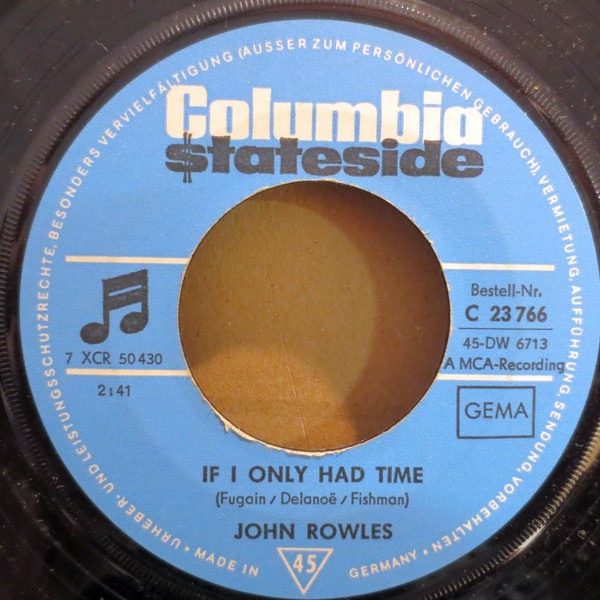 URHEBER- UND LEISTUNGSSCHUTZRECHTE, BESONDERS VERVIELFÄLTIGUNG (AUSSER ZUM PERSÖNLICHEN GEBRAUCH), VERMIETUNG, AUFFÜHRUNG, SENDUNG, VORBEHALTEN •
Columbia
$tateside
Bestell-Nr.
C 23 766
45-DW 6713
A MCA-Recording
7 XCR 50 430
2:41
GEMA
IF I ONLY HAD TIME
(Fugain / Delanoë / Fishman)
JOHN ROWLES
• MADE IN
45
GERMANY •